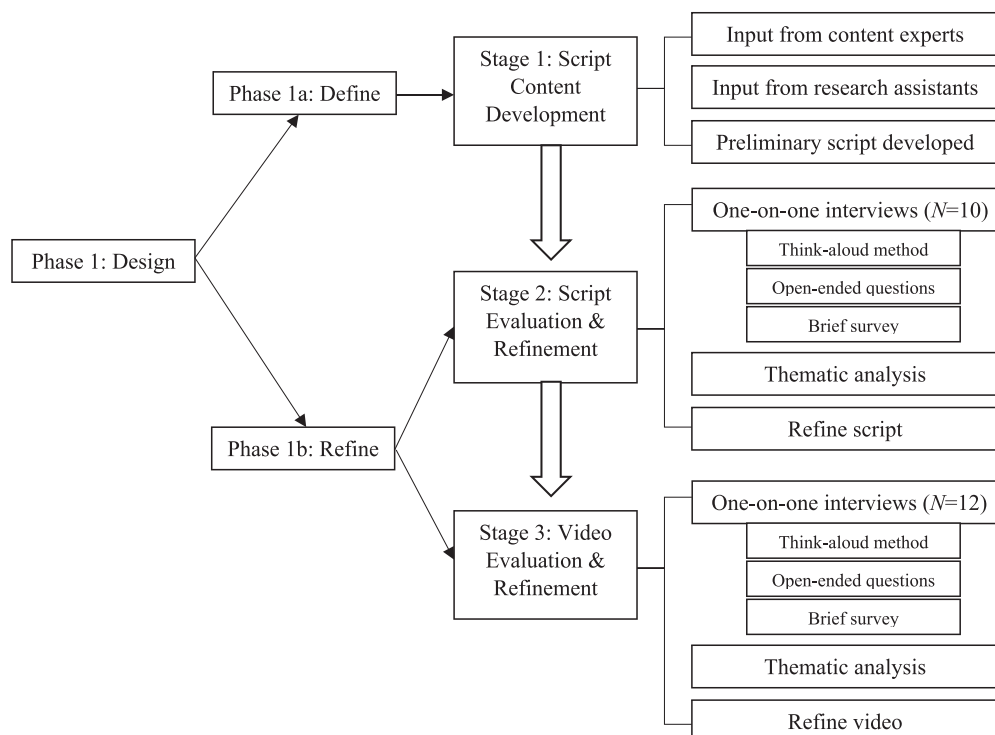 Phase 1: Design
Phase 1a: Define
Phase 1b: Refine
Stage 1: Script
Content
Development
Input from content experts
Input from research assistants
Preliminary script developed
Stage 2: Script
Evaluation &
Refinement
One-on-one interviews (N=10)
Think-aloud method
Open-ended questions
Brief survey
Thematic analysis
Refine script
Stage 3: Video
Evaluation &
Refinement
One-on-one interviews (N=12)
Think-aloud method
Open-ended questions
Brief survey
Thematic analysis
Refine video